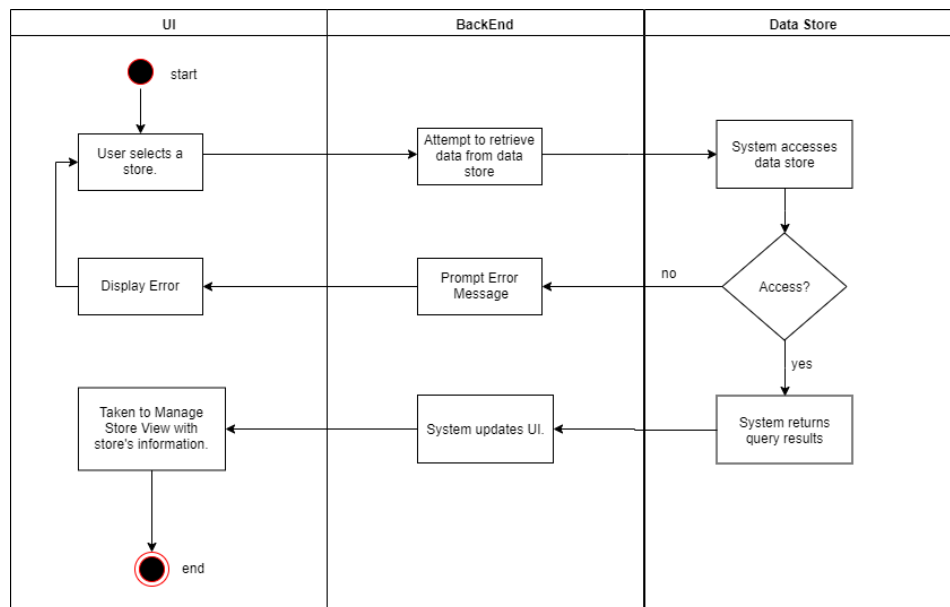 UI
BackEnd
Data Store
start
User selects a
store.
Attempt to retrieve
data from data
store
System accesses
data store
Display Error
Prompt Error
Message
no
Access?
yes
Taken to Manage
Store View with
store's information.
System updates UI.
System returns
query results
end